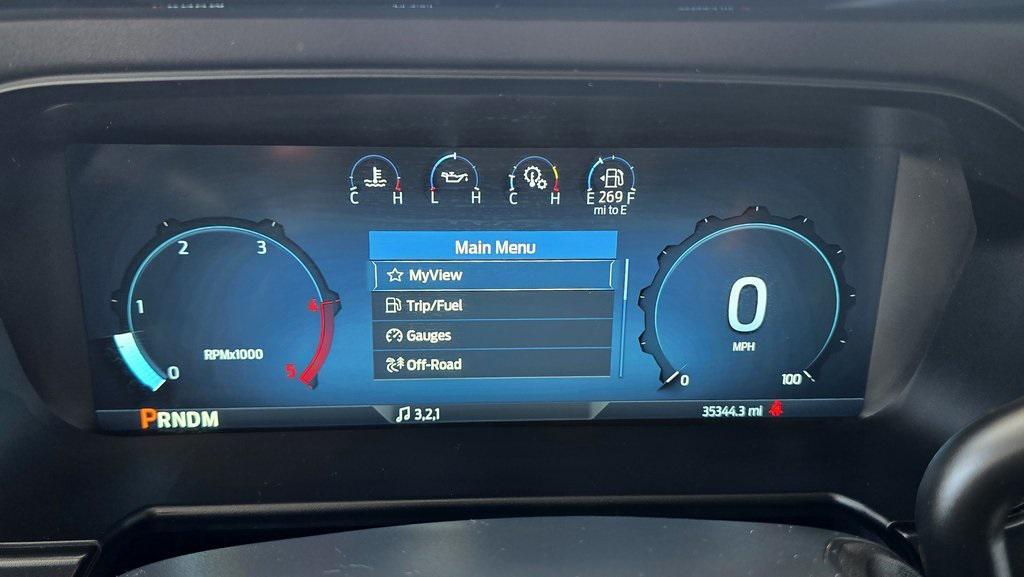 C H L H C H E 269 F
mi to E
Main Menu
MyView
Trip/Fuel
Gauges
Off-Road
0 1 2 3 4 5
RPMx1000
0
MPH
0 100
PRNDM
3,2,1
35344.3 mi